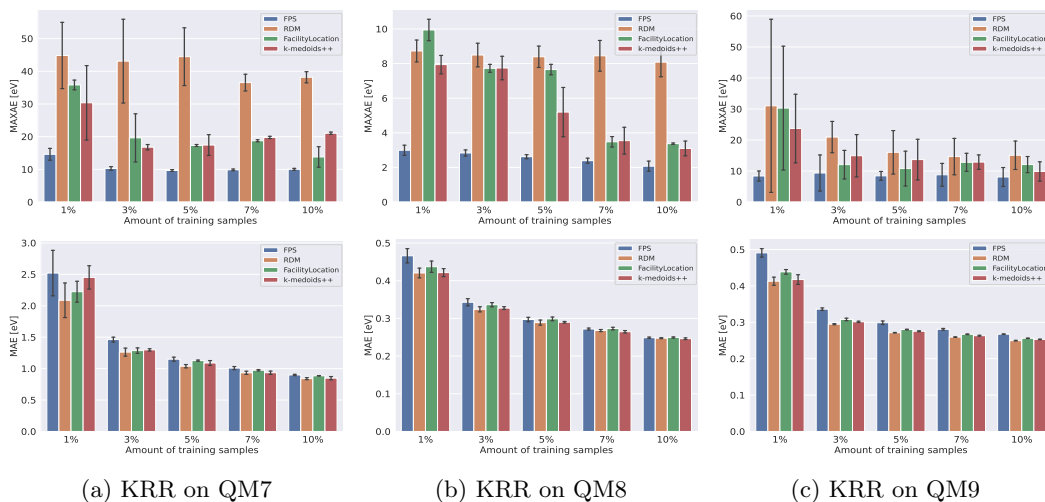 FPS
RDM
FacilityLocation
k-medoids++
MAXAE [eV]
50
40
30
20
10
0
1% 3% 5% 7% 10%
Amount of training samples
FPS
RDM
FacilityLocation
k-medoids++
MAXAE [eV]
10
8
6
4
2
0
1% 3% 5% 7% 10%
Amount of training samples
FPS
RDM
FacilityLocation
k-medoids++
MAXAE [eV]
60
50
40
30
20
10
0
1% 3% 5% 7% 10%
Amount of training samples
FPS
RDM
FacilityLocation
k-medoids++
MAE [eV]
3.0
2.5
2.0
1.5
1.0
0.5
0.0
1% 3% 5% 7% 10%
Amount of training samples
FPS
RDM
FacilityLocation
k-medoids++
MAE [eV]
0.5
0.4
0.3
0.2
0.1
0.0
1% 3% 5% 7% 10%
Amount of training samples
FPS
RDM
FacilityLocation
k-medoids++
MAE [eV]
0.5
0.4
0.3
0.2
0.1
0.0
1% 3% 5% 7% 10%
Amount of training samples
(a) KRR on QM7
(b) KRR on QM8
(c) KRR on QM9